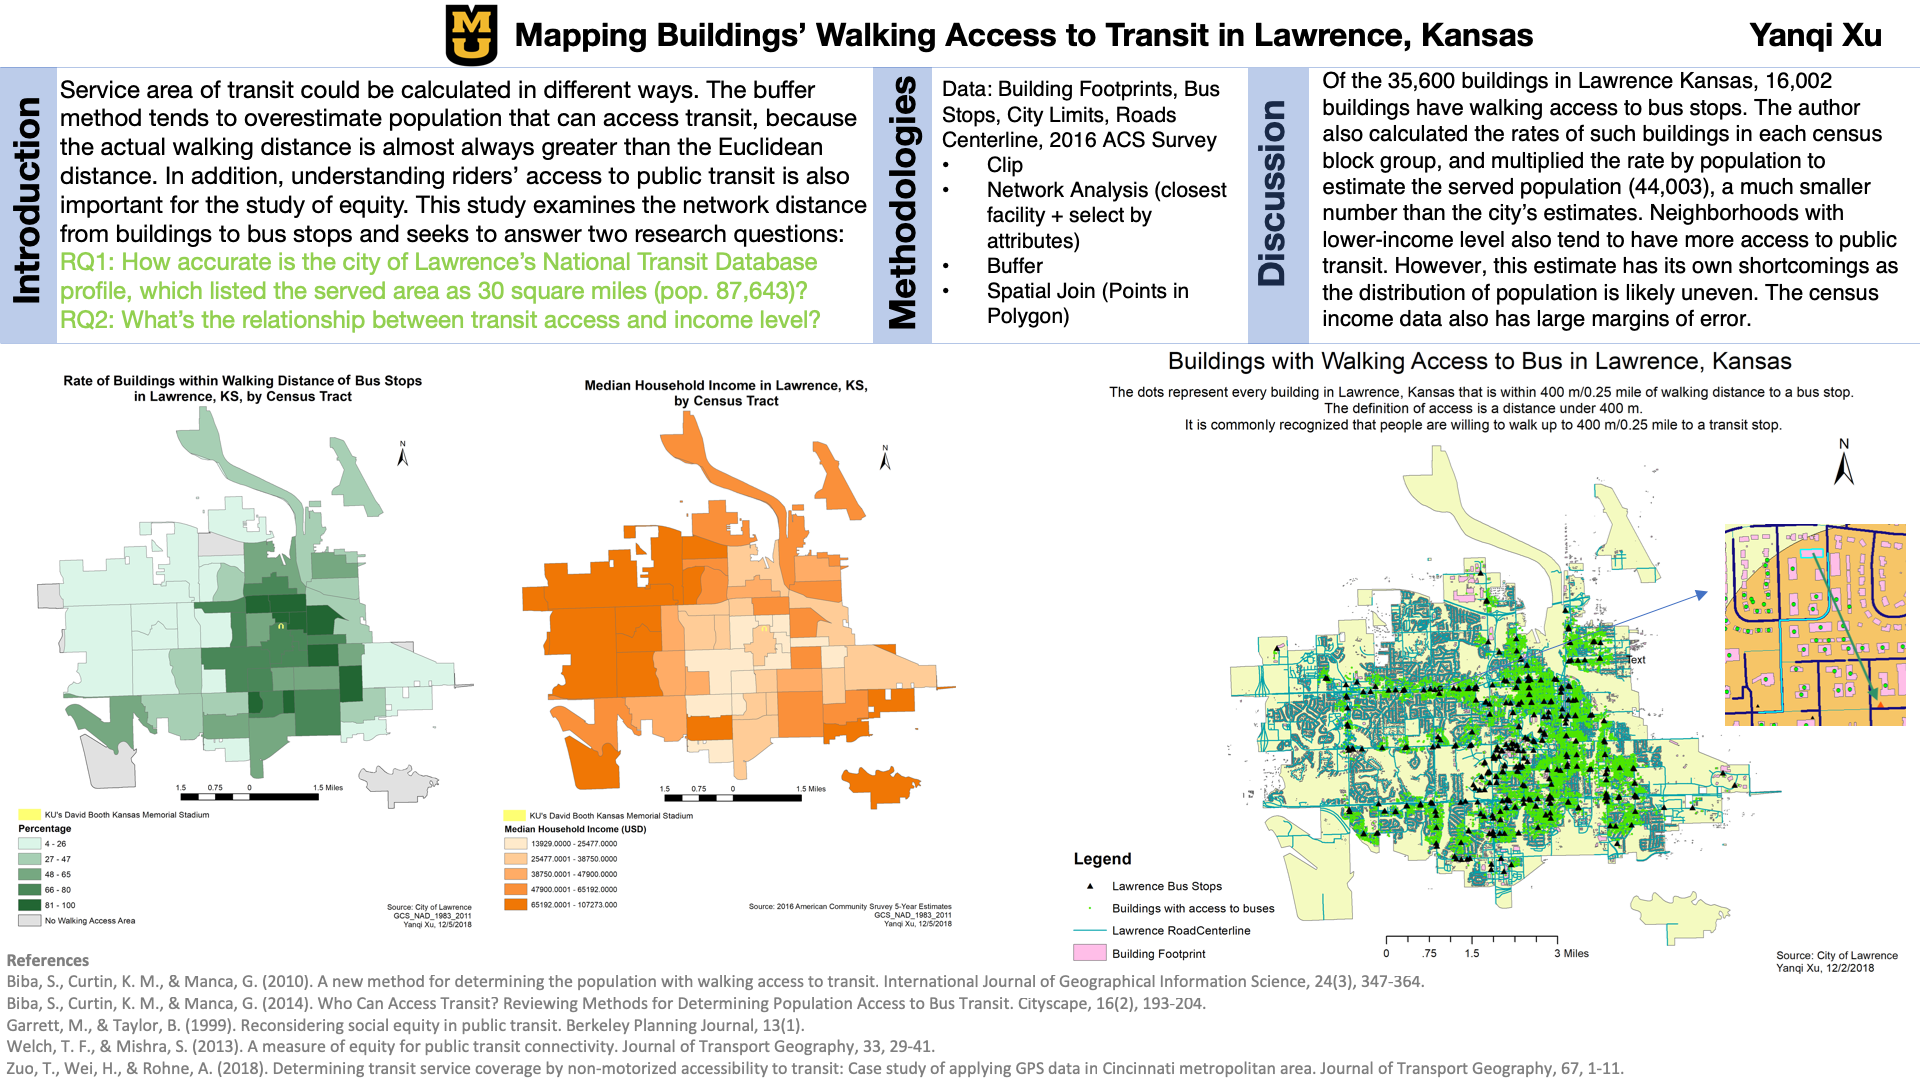 MU
Mapping Buildings’ Walking Access to Transit in Lawrence, Kansas
Yanqi Xu
Introduction
Service area of transit could be calculated in different ways. The buffer
method tends to overestimate population that can access transit, because
the actual walking distance is almost always greater than the Euclidean
distance. In addition, understanding riders’ access to public transit is also
important for the study of equity. This study examines the network distance
from buildings to bus stops and seeks to answer two research questions:
RQ1: How accurate is the city of Lawrence’s National Transit Database
profile, which listed the served area as 30 square miles (pop. 87,643)?
RQ2: What’s the relationship between transit access and income level?
Methodologies
Data: Building Footprints, Bus
Stops, City Limits, Roads
Centerline, 2016 ACS Survey
• Clip
• Network Analysis (closest
facility + select by
attributes)
• Buffer
• Spatial Join (Points in
Polygon)
Discussion
Of the 35,600 buildings in Lawrence Kansas, 16,002
buildings have walking access to bus stops. The author
also calculated the rates of such buildings in each census
block group, and multiplied the rate by population to
estimate the served population (44,003), a much smaller
number than the city’s estimates. Neighborhoods with
lower-income level also tend to have more access to public
transit. However, this estimate has its own shortcomings as
the distribution of population is likely uneven. The census
income data also has large margins of error.
Rate of Buildings within Walking Distance of Bus Stops
in Lawrence, KS, by Census Tract
N
1.5 0.75 0 1.5 Miles
KU's David Booth Kansas Memorial Stadium
Percentage
4 - 26
27 - 47
48 - 65
66 - 80
81 - 100
No Walking Access Area
Source: City of Lawrence
GCS_NAD_1983_2011
Yanqi Xu, 12/5/2018
Median Household Income in Lawrence, KS,
by Census Tract
N
1.5 0.75 0 1.5 Miles
KU's David Booth Kansas Memorial Stadium
Median Household Income (USD)
13929.0000 - 25477.0000
25477.0001 - 38750.0000
38750.0001 - 47900.0000
47900.0001 - 65192.0000
65192.0001 - 107273.000
Source: 2016 American Community Sruvey 5-Year Estimates
GCS_NAD_1983_2011
Yanqi Xu, 12/5/2018
Buildings with Walking Access to Bus in Lawrence, Kansas
The dots represent every building in Lawrence, Kansas that is within 400 m/0.25 mile of walking distance to a bus stop.
The definition of access is a distance under 400 m.
It is commonly recognized that people are willing to walk up to 400 m/0.25 mile to a transit stop.
N
Text
Legend
Lawrence Bus Stops
Buildings with access to buses
Lawrence RoadCenterline
Building Footprint
0 .75 1.5 3 Miles
Source: City of Lawrence
Yanqi Xu, 12/2/2018
References
Biba, S., Curtin, K. M., & Manca, G. (2010). A new method for determining the population with walking access to transit. International Journal of Geographical Information Science, 24(3), 347-364.
Biba, S., Curtin, K. M., & Manca, G. (2014). Who Can Access Transit? Reviewing Methods for Determining Population Access to Bus Transit. Cityscape, 16(2), 193-204.
Garrett, M., & Taylor, B. (1999). Reconsidering social equity in public transit. Berkeley Planning Journal, 13(1).
Welch, T. F., & Mishra, S. (2013). A measure of equity for public transit connectivity. Journal of Transport Geography, 33, 29-41.
Zuo, T., Wei, H., & Rohne, A. (2018). Determining transit service coverage by non-motorized accessibility to transit: Case study of applying GPS data in Cincinnati metropolitan area. Journal of Transport Geography, 67, 1-11.